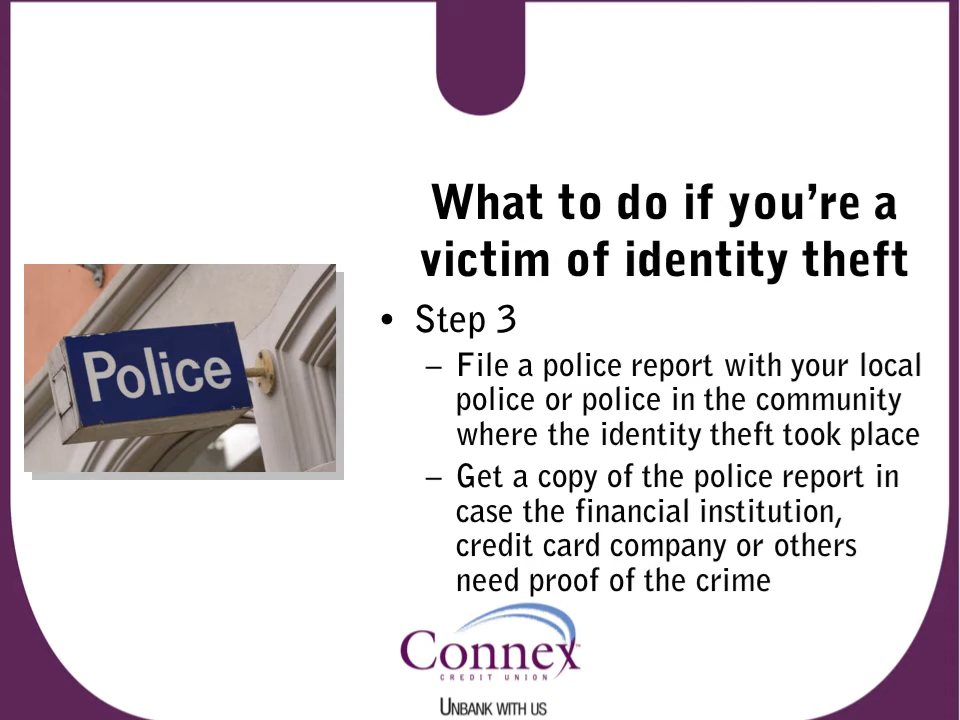 What to do if you’re a
victim of identity theft
Police
• Step 3
– File a police report with your local
police or police in the community
where the identity theft took place
– Get a copy of the police report in
case the financial institution,
credit card company or others
need proof of the crime
Connex™
CREDIT UNION
UNBANK WITH US